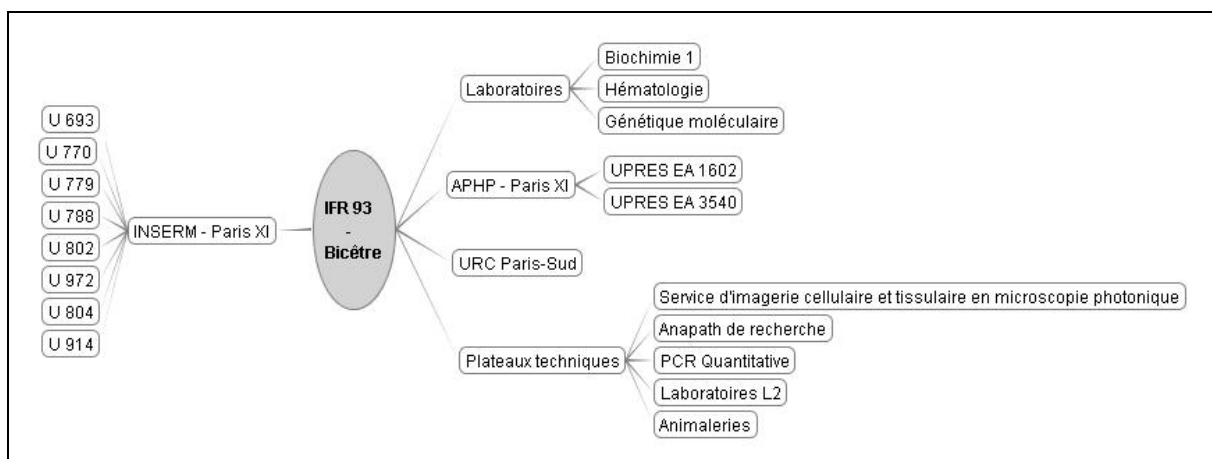 U 693
U 770
U 779
U 788
U 802
U 972
U 804
U 914
INSERM - Paris XI
IFR 93
-
Bicêtre
Laboratoires
Biochimie 1
Hématologie
Génétique moléculaire
APHP - Paris XI
UPRES EA 1602
UPRES EA 3540
URC Paris-Sud
Plateaux techniques
Service d'imagerie cellulaire et tissulaire en microscopie photonique
Anapath de recherche
PCR Quantitative
Laboratoires L2
Animaleries